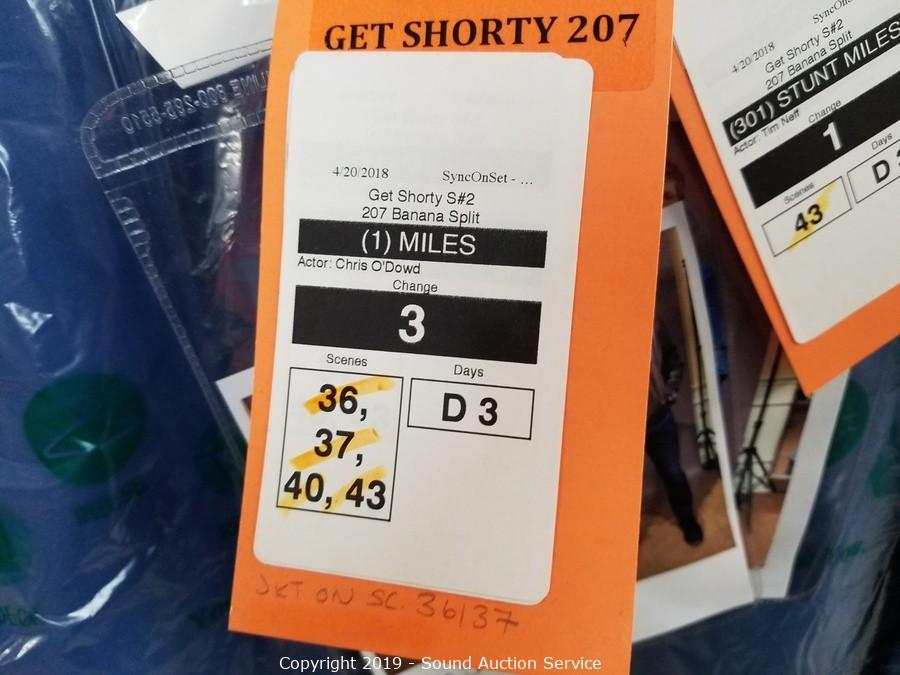 GET SHORTY 207
4/20/2018 SyncOnSet - ...
Get Shorty S#2
207 Banana Split
(1) MILES
Actor: Chris O'Dowd
Change
3
Scenes Days
36, D 3
37,
40, 43
JKT ON SC. 36/37
4/20/2018
Get Shorty S#2
207 Banana Split
(301) STUNT MILES
Actor: Tim Neff
Change
1
Scenes Days
43
800-292-5510
Copyright 2019 - Sound Auction Service